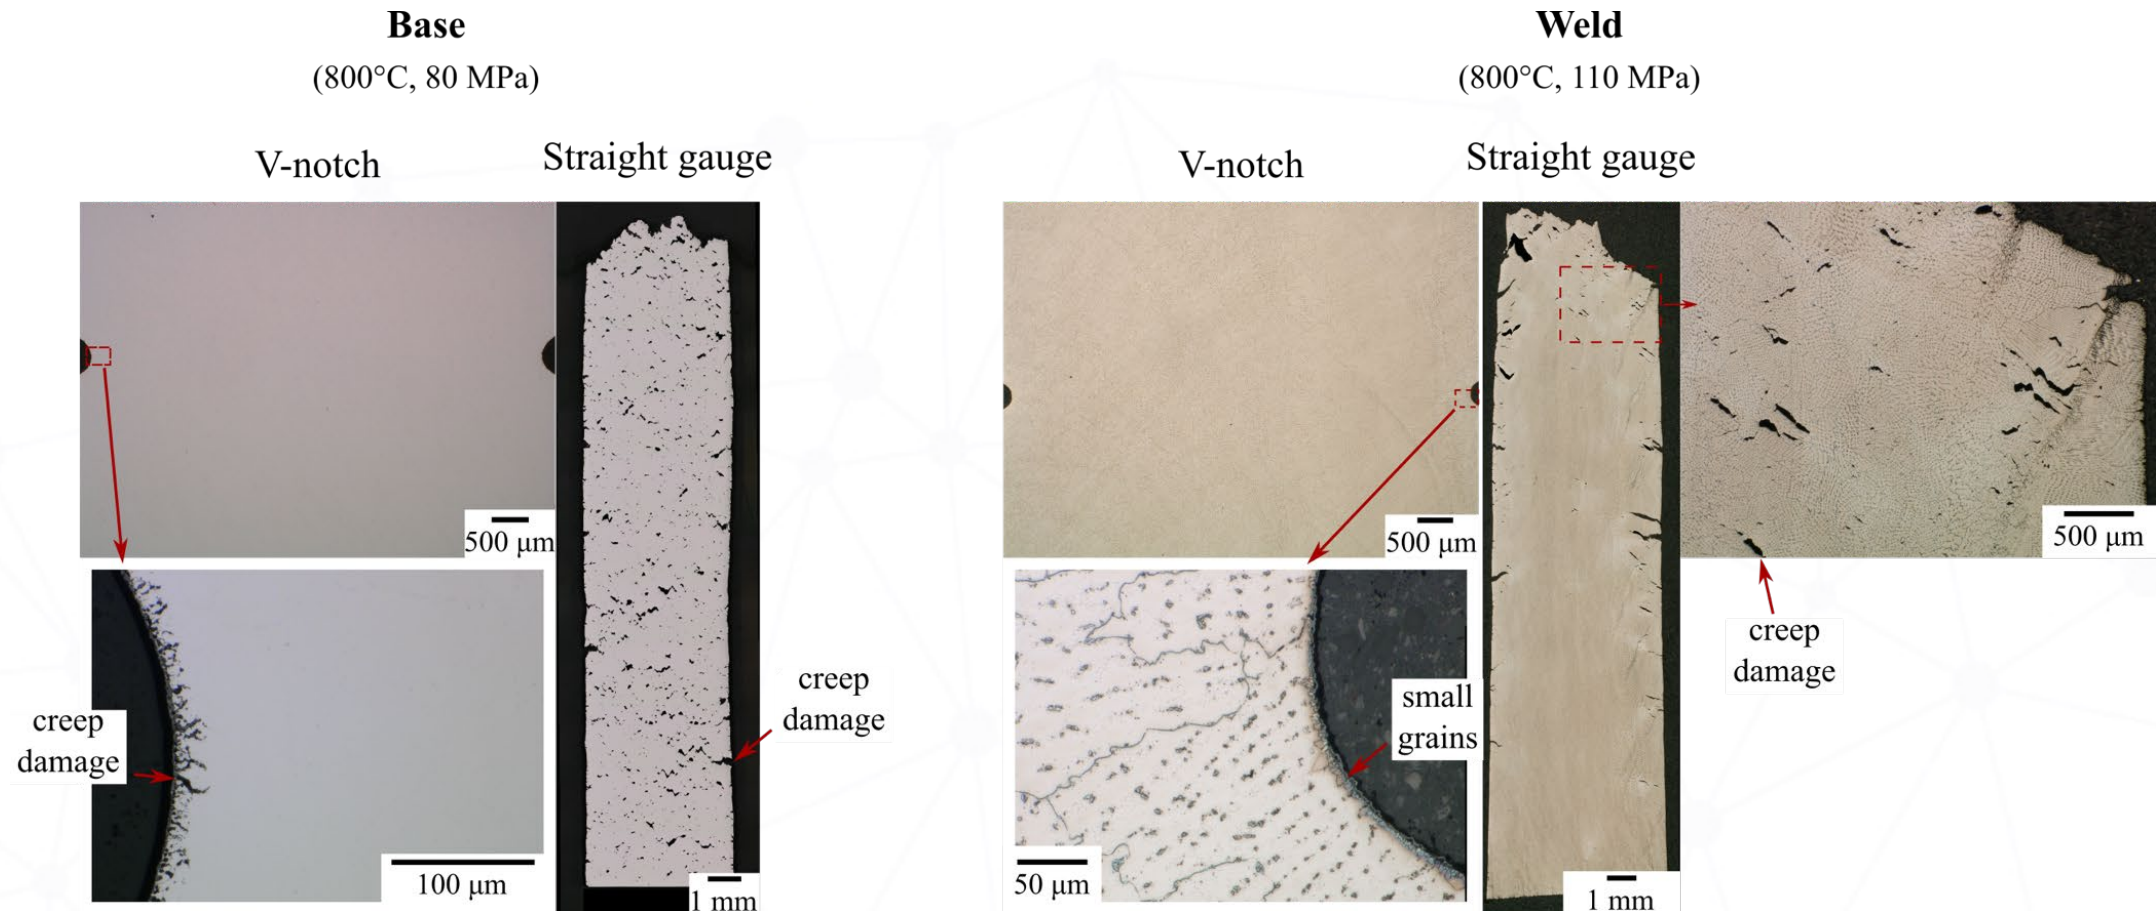 Base
(800°C, 80 MPa)
V-notch
Straight gauge
500 μm
creep
damage
100 μm
creep
damage
1 mm
Weld
(800°C, 110 MPa)
V-notch
Straight gauge
500 μm
small
grains
50 μm
1 mm
500 μm
creep
damage